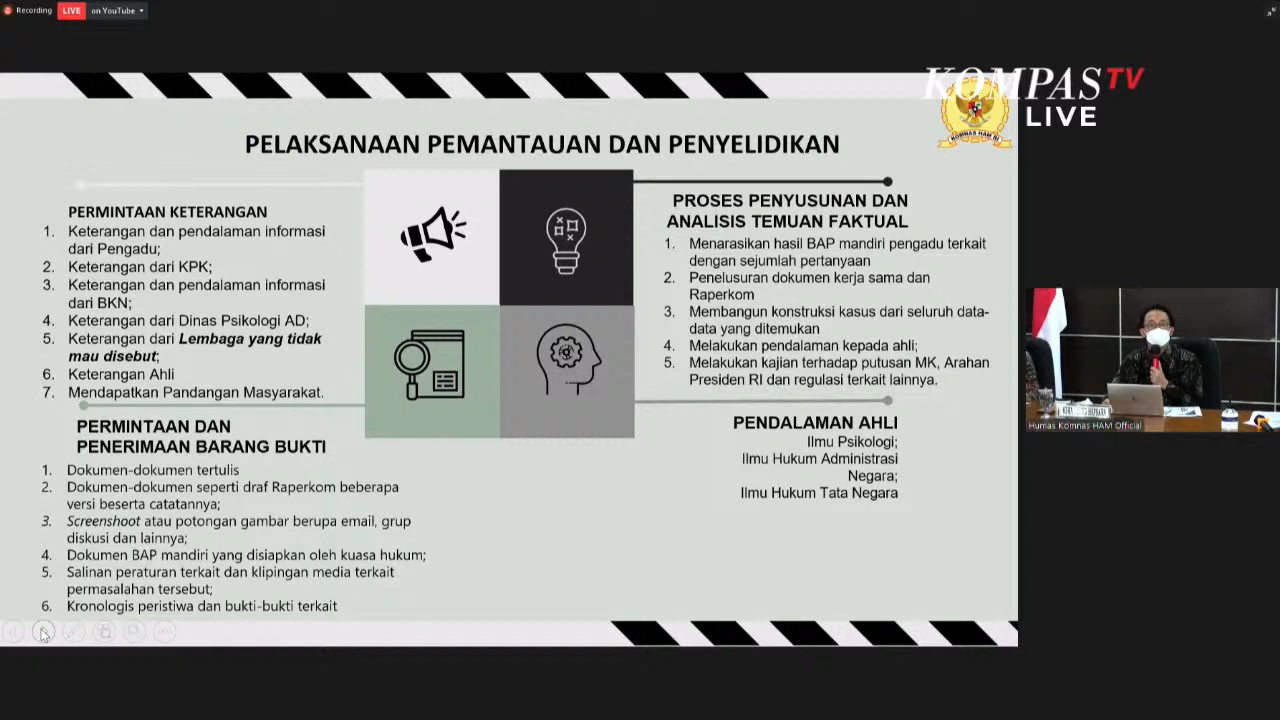 Recording
LIVE on YouTube
KOMPAS TV
LIVE
KOMNAS HAM RI
PELAKSANAAN PEMANTAUAN DAN PENYELIDIKAN
PERMINTAAN KETERANGAN
1. Keterangan dan pendalaman informasi
dari Pengadu;
2. Keterangan dari KPK;
3. Keterangan dan pendalaman informasi
dari BKN;
4. Keterangan dari Dinas Psikologi AD;
5. Keterangan dari Lembaga yang tidak
mau disebut;
6. Keterangan Ahli
7. Mendapatkan Pandangan Masyarakat.
PERMINTAAN DAN
PENERIMAAN BARANG BUKTI
1. Dokumen-dokumen tertulis
2. Dokumen-dokumen seperti draf Raperkom beberapa
versi beserta catatannya;
3. Screenshoot atau potongan gambar berupa email, grup
diskusi dan lainnya;
4. Dokumen BAP mandiri yang disiapkan oleh kuasa hukum;
5. Salinan peraturan terkait dan klipingan media terkait
permasalahan tersebut;
6. Kronologis peristiwa dan bukti-bukti terkait
PROSES PENYUSUNAN DAN
ANALISIS TEMUAN FAKTUAL
1. Menarasikan hasil BAP mandiri pengadu terkait
dengan sejumlah pertanyaan
2. Penelusuran dokumen kerja sama dan
Raperkom
3. Membangun konstruksi kasus dari seluruh data-
data yang ditemukan
4. Melakukan pendalaman kepada ahli;
5. Melakukan kajian terhadap putusan MK, Arahan
Presiden RI dan regulasi terkait lainnya.
PENDALAMAN AHLI
Ilmu Psikologi;
Ilmu Hukum Administrasi
Negara;
Ilmu Hukum Tata Negara
Humas Komnas HAM Official